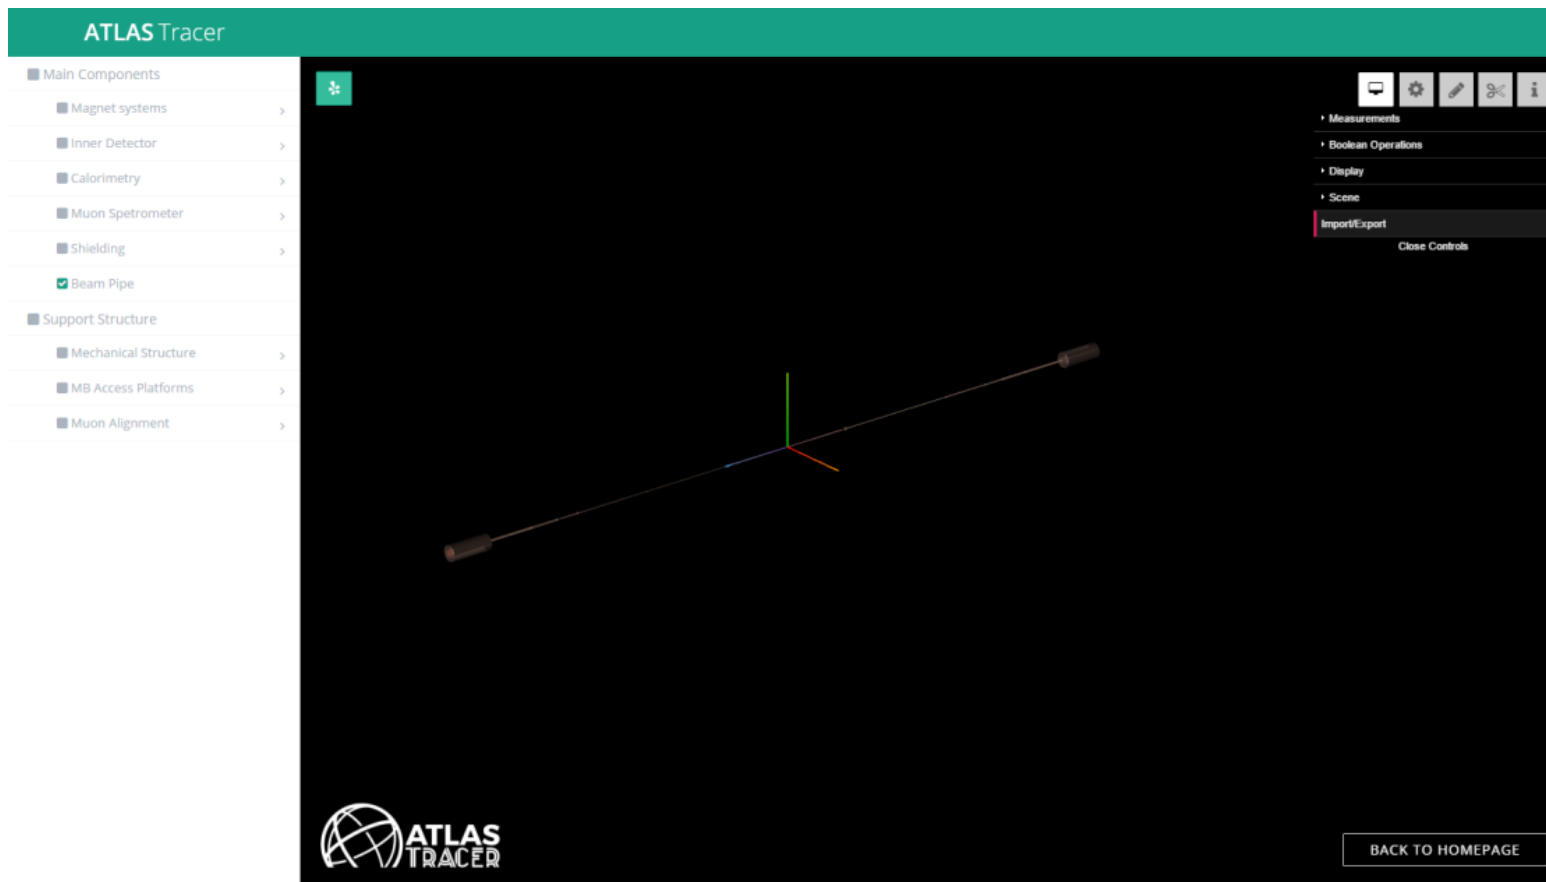 ATLAS Tracer
Main Components
Magnet systems
Inner Detector
Calorimetry
Muon Spetrometer
Shielding
Beam Pipe
Support Structure
Mechanical Structure
MB Access Platforms
Muon Alignment
Measurements
Boolean Operations
Display
Scene
Import/Export
Close Controls
ATLAS
TRACER
BACK TO HOMEPAGE